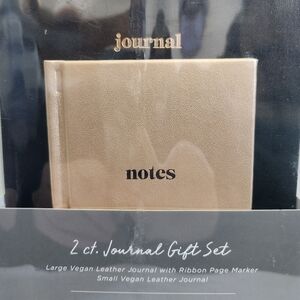 journal
notes
2 ct. Journal Gift Set
Large Vegan Leather Journal with Ribbon Page Marker
Small Vegan Leather Journal